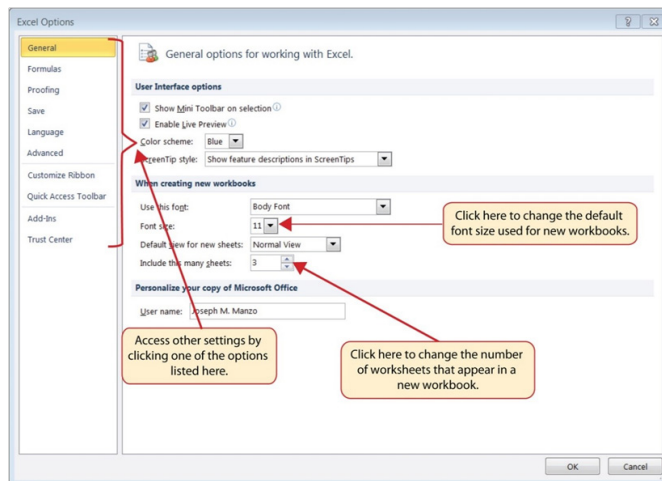 Excel Options
General
Formulas
Proofing
Save
Language
Advanced
Customize Ribbon
Quick Access Toolbar
Add-Ins
Trust Center
General options for working with Excel.
User Interface options
Show Mini Toolbar on selection
Enable Live Preview
Color scheme: Blue
ScreenTip style: Show feature descriptions in ScreenTips
When creating new workbooks
Use this font: Body Font
Font size: 11
Default view for new sheets: Normal View
Include this many sheets: 3
Personalize your copy of Microsoft Office
User name: Joseph M. Manzo
Click here to change the default
font size used for new workbooks.
Access other settings by
clicking one of the options
listed here.
Click here to change the number
of worksheets that appear in a
new workbook.
OK
Cancel